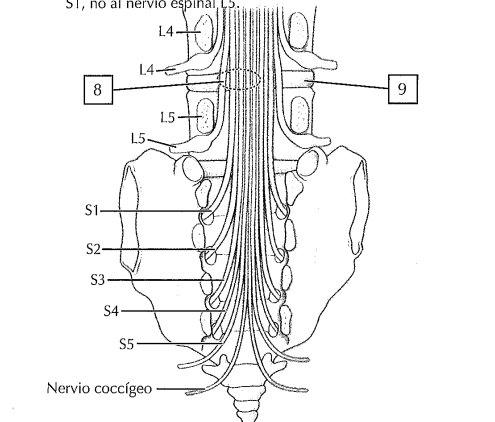 S1, no al nervio espinal L5.
L4
L4
8
9
L5
L5
S1
S2
S3
S4
S5
Nervio coccígeo